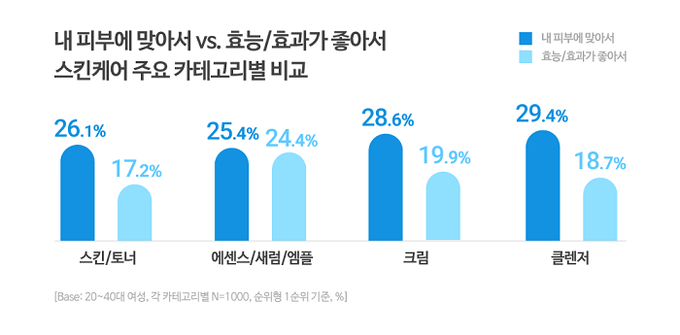 내 피부에 맞아서 vs. 효능/효과가 좋아서
스킨케어 주요 카테고리별 비교
내 피부에 맞아서
효능/효과가 좋아서
26.1%
17.2%
25.4%
24.4%
28.6%
19.9%
29.4%
18.7%
스킨/토너
에센스/새럼/엠플
크림
클렌저
[Base: 20~40대 여성, 각 카테고리별 N=1000, 순위형 1순위 기준, %]